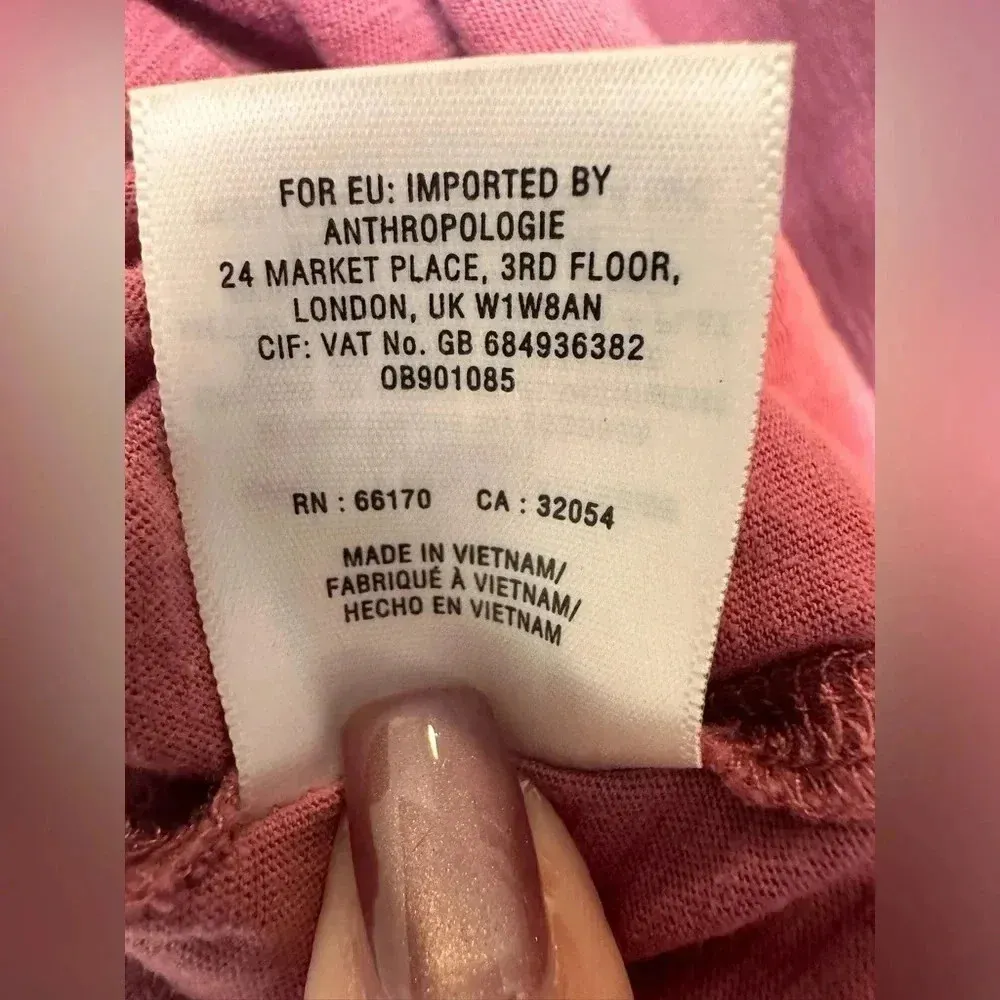 FOR EU: IMPORTED BY
ANTHROPOLOGIE
24 MARKET PLACE, 3RD FLOOR,
LONDON, UK W1W8AN
CIF: VAT No. GB 684936382
OB901085
RN : 66170 CA : 32054
MADE IN VIETNAM/
FABRIQUÉ À VIETNAM/
HECHO EN VIETNAM